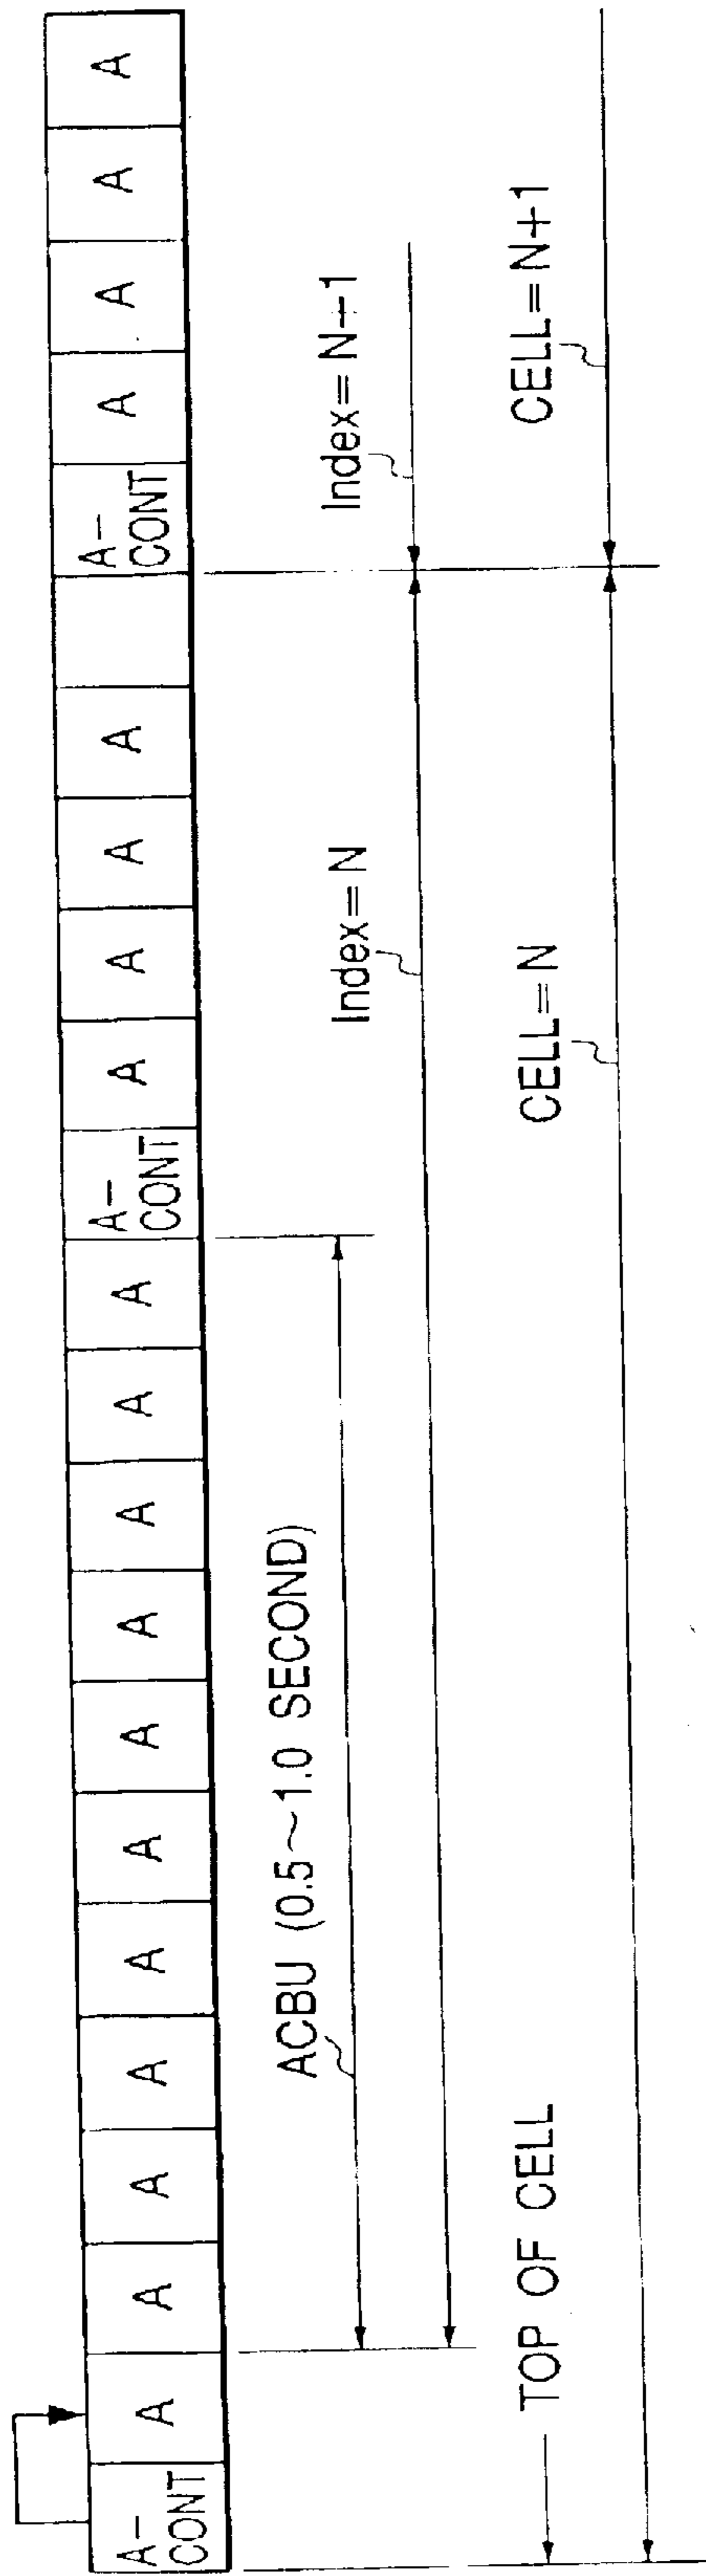 A-
CONT
A
A
A
A
A
A
A
A
A
A
A
A-
CONT
A
A
A
A
A-
CONT
A
A
A
A
ACBU (0.5~1.0 SECOND)
Index=N
Index=N+1
TOP OF CELL
CELL=N
CELL=N+1